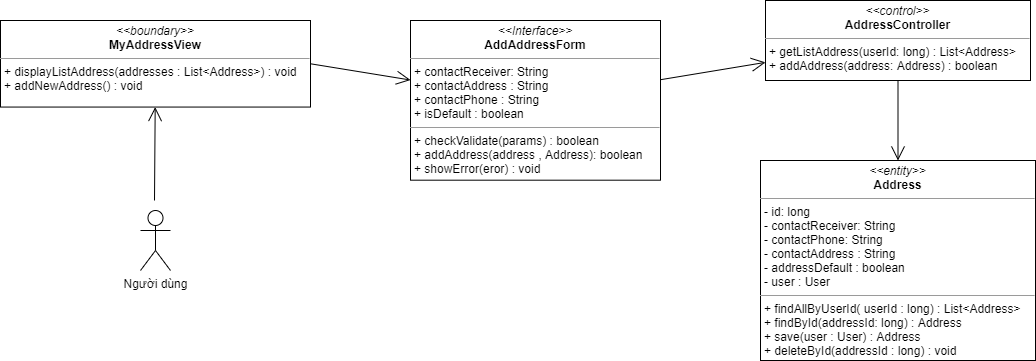 <<boundary>>
MyAddressView
+ displayListAddress(addresses : List<Address>) : void
+ addNewAddress() : void
<<Interface>>
AddAddressForm
+ contactReceiver: String
+ contactAddress : String
+ contactPhone : String
+ isDefault : boolean
+ checkValidate(params) : boolean
+ addAddress(address , Address): boolean
+ showError(eror) : void
<<control>>
AddressController
+ getListAddress(userId: long) : List<Address>
+ addAddress(address: Address) : boolean
<<entity>>
Address
- id: long
- contactReceiver: String
- contactPhone: String
- contactAddress : String
- addressDefault : boolean
- user : User
+ findAllByUserId( userId : long) : List<Address>
+ findById(addressId: long) : Address
+ save(user : User) : Address
+ deleteById(addressId : long) : void
Người dùng